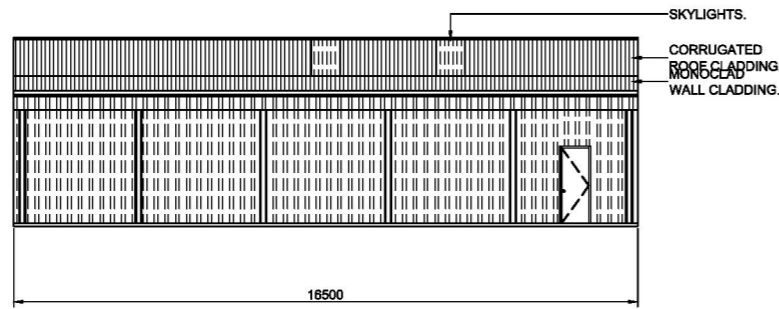 SKYLIGHTS.
CORRUGATED
ROOF CLADDING.
MONOCLAD
WALL CLADDING.
16500